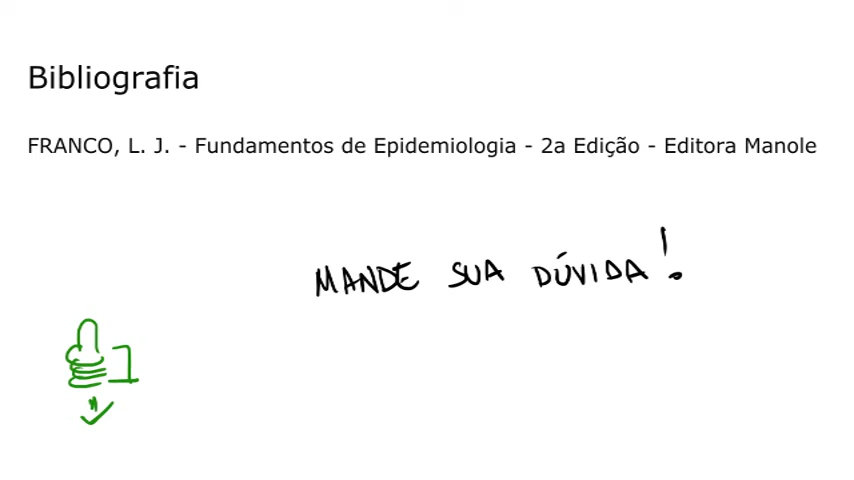 Bibliografia
FRANCO, L. J. - Fundamentos de Epidemiologia - 2a Edição - Editora Manole
MANDE SUA DÚVIDA!